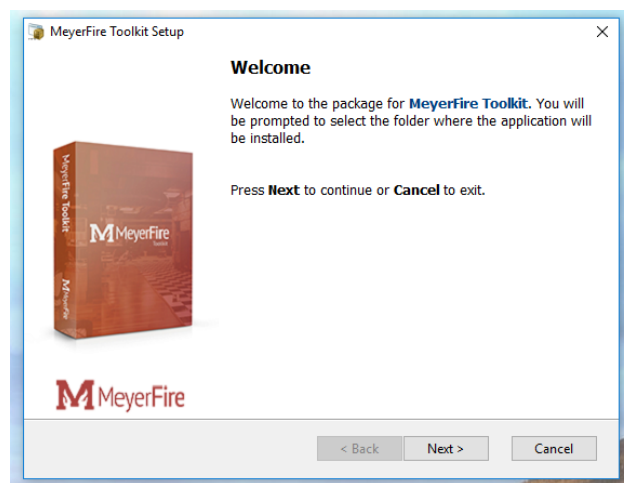 MeyerFire Toolkit Setup
Welcome
Welcome to the package for MeyerFire Toolkit. You will
be prompted to select the folder where the application will
be installed.
Press Next to continue or Cancel to exit.
MeyerFire Toolkit
MeyerFire
MeyerFire
Toolkit
MeyerFire
< Back
Next >
Cancel